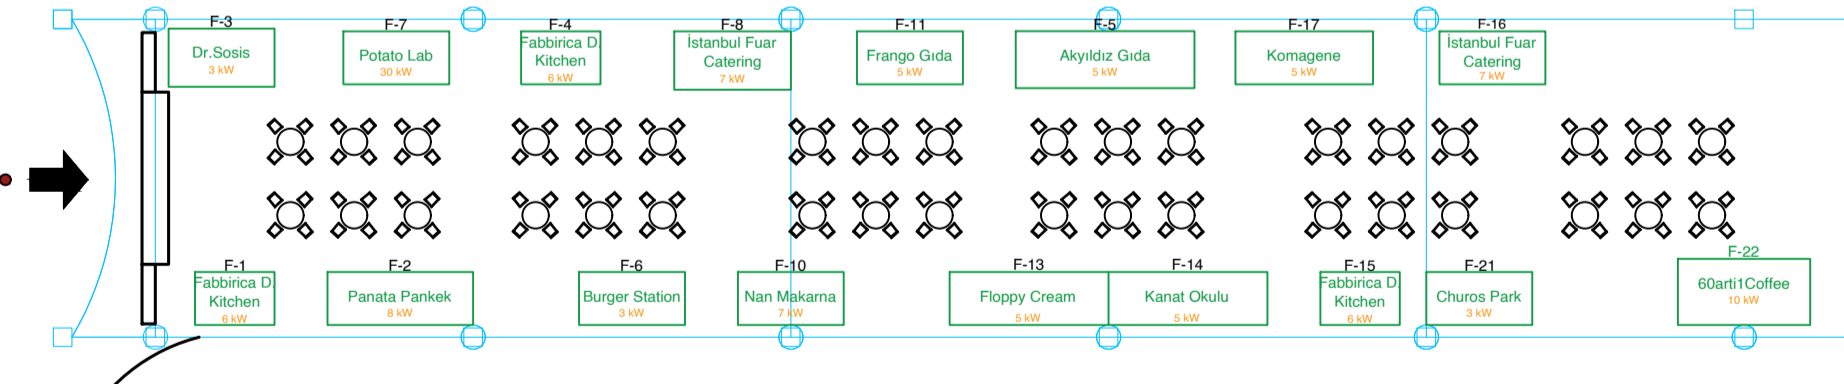 F-3
Dr.Sosis
3 kW
F-7
Potato Lab
30 kW
F-4
Fabbirica D.
Kitchen
6 kW
F-8
İstanbul Fuar
Catering
7 kW
F-11
Frango Gıda
5 kW
F-5
Akyıldız Gıda
5 kW
F-17
Komagene
5 kW
F-16
İstanbul Fuar
Catering
7 kW
F-1
Fabbirica D.
Kitchen
6 kW
F-2
Panata Pankek
8 kW
F-6
Burger Station
3 kW
F-10
Nan Makarna
7 kW
F-13
Floppy Cream
5 kW
F-14
Kanat Okulu
5 kW
F-15
Fabbirica D.
Kitchen
6 kW
F-21
Churos Park
3 kW
F-22
60arti1Coffee
10 kW